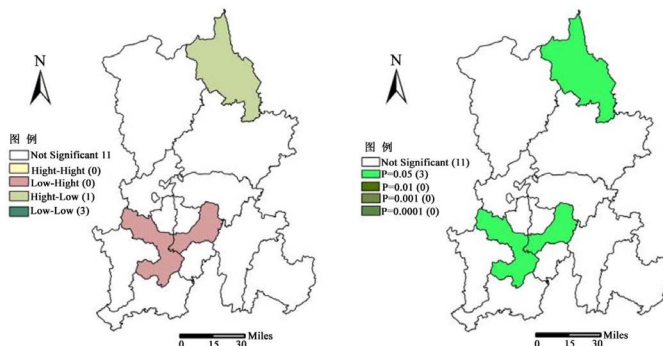 N
图 例
Not Significant 11
Hight-Hight (0)
Low-Hight (0)
Hight-Low (1)
Low-Low (3)
Miles
0 15 30
N
图 例
Not Significant (11)
P=0.05 (3)
P=0.01 (0)
P=0.001 (0)
P=0.0001 (0)
Miles
0 15 30